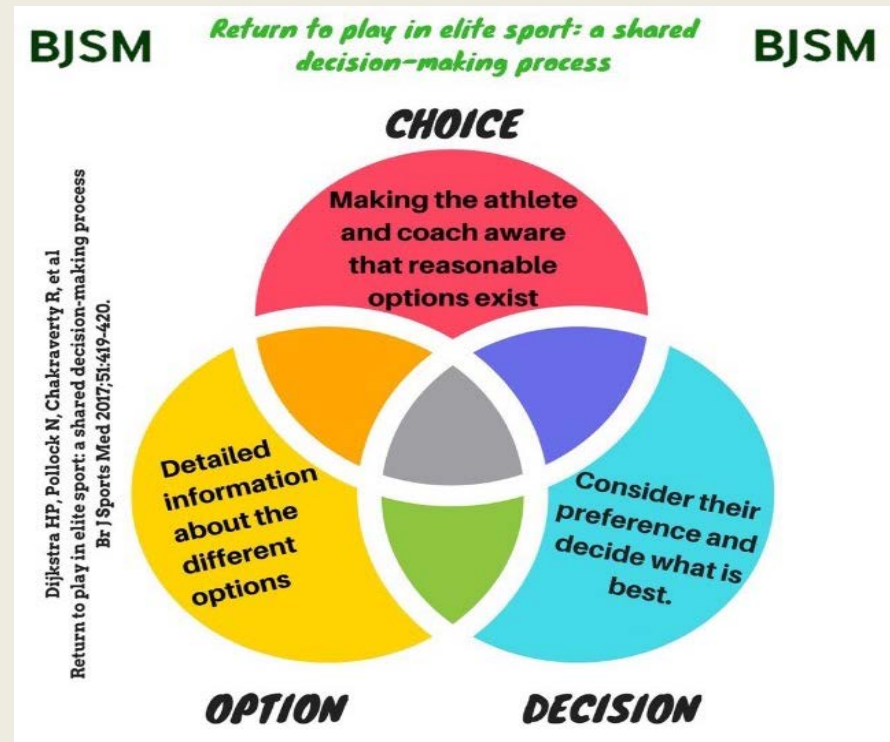 BJSM
Return to play in elite sport: a shared
decision-making process
BJSM
CHOICE
Making the athlete
and coach aware
that reasonable
options exist
Dijkstra HP, Pollock N, Chakraverty R, et al
Return to play in elite sport: a shared decision-making process
Br J Sports Med 2017;51:419-420.
Detailed
information
about the
different
options
Consider their
preference and
decide what is
best.
OPTION
DECISION